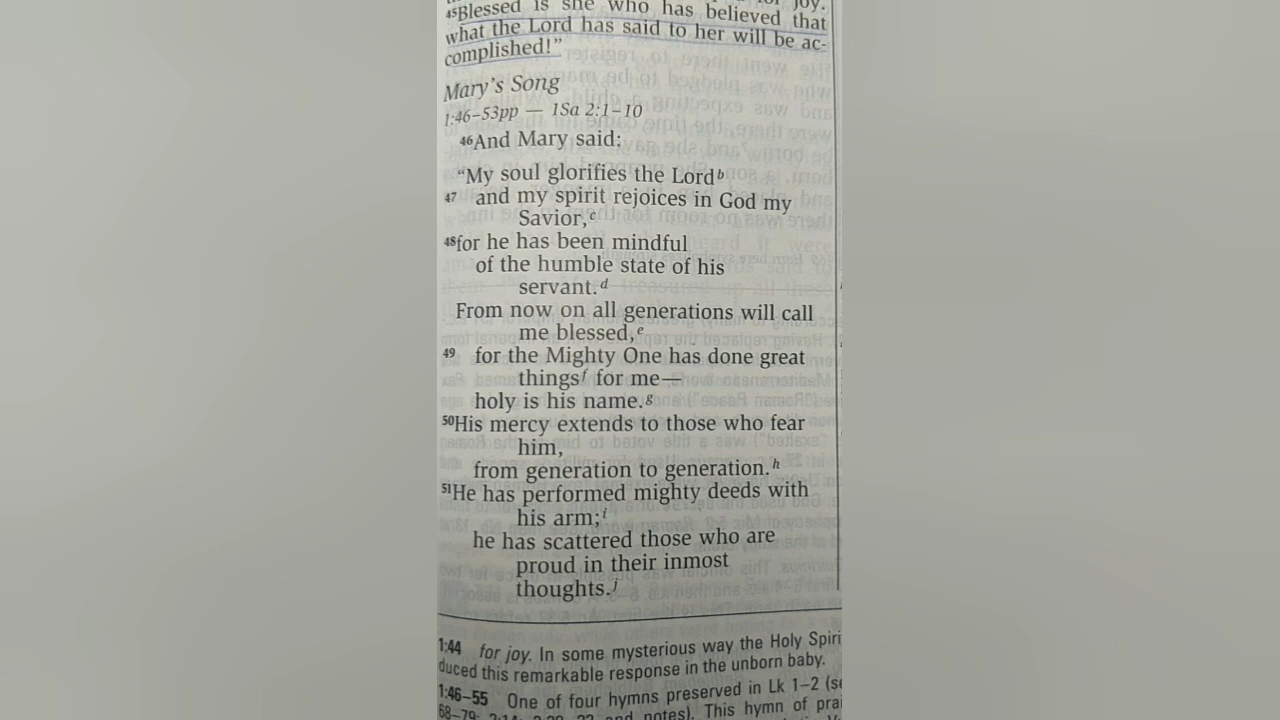 for joy.
45Blessed is she who has believed that
what the Lord has said to her will be ac-
complished!”
Mary’s Song
1:46–53pp — 1Sa 2:1–10
46And Mary said:
“My soul glorifies the Lord b
47 and my spirit rejoices in God my
Savior, c
48for he has been mindful
of the humble state of his
servant. d
From now on all generations will call
me blessed, e
49 for the Mighty One has done great
things f for me—
holy is his name. g
50His mercy extends to those who fear
him,
from generation to generation. h
51He has performed mighty deeds with
his arm; i
he has scattered those who are
proud in their inmost
thoughts. j
1:44 for joy. In some mysterious way the Holy Spiri
duced this remarkable response in the unborn baby.
1:46–55 One of four hymns preserved in Lk 1–2 (se
68–79; and notes). This hymn of prai